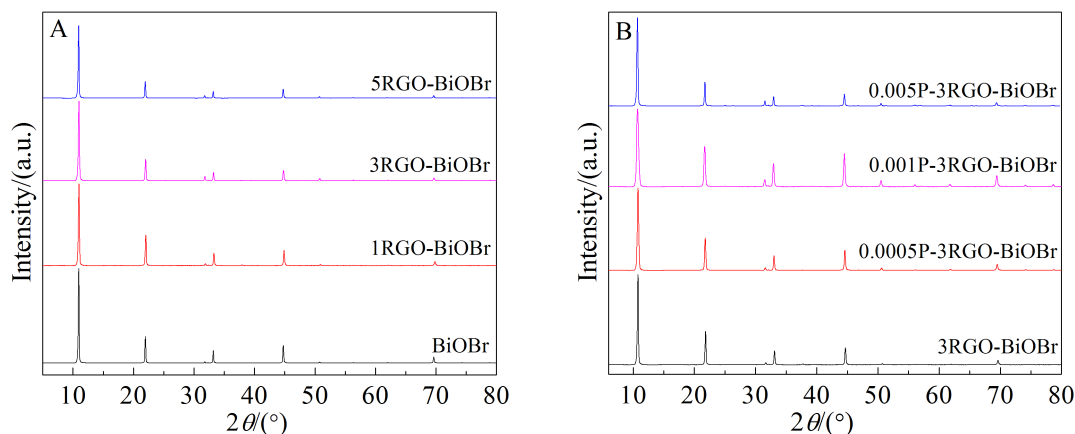 A
5RGO-BiOBr
3RGO-BiOBr
1RGO-BiOBr
BiOBr
Intensity/(a.u.)
10 20 30 40 50 60 70 80
2θ/(°)
B
0.005P-3RGO-BiOBr
0.001P-3RGO-BiOBr
0.0005P-3RGO-BiOBr
3RGO-BiOBr
Intensity/(a.u.)
10 20 30 40 50 60 70 80
2θ/(°)